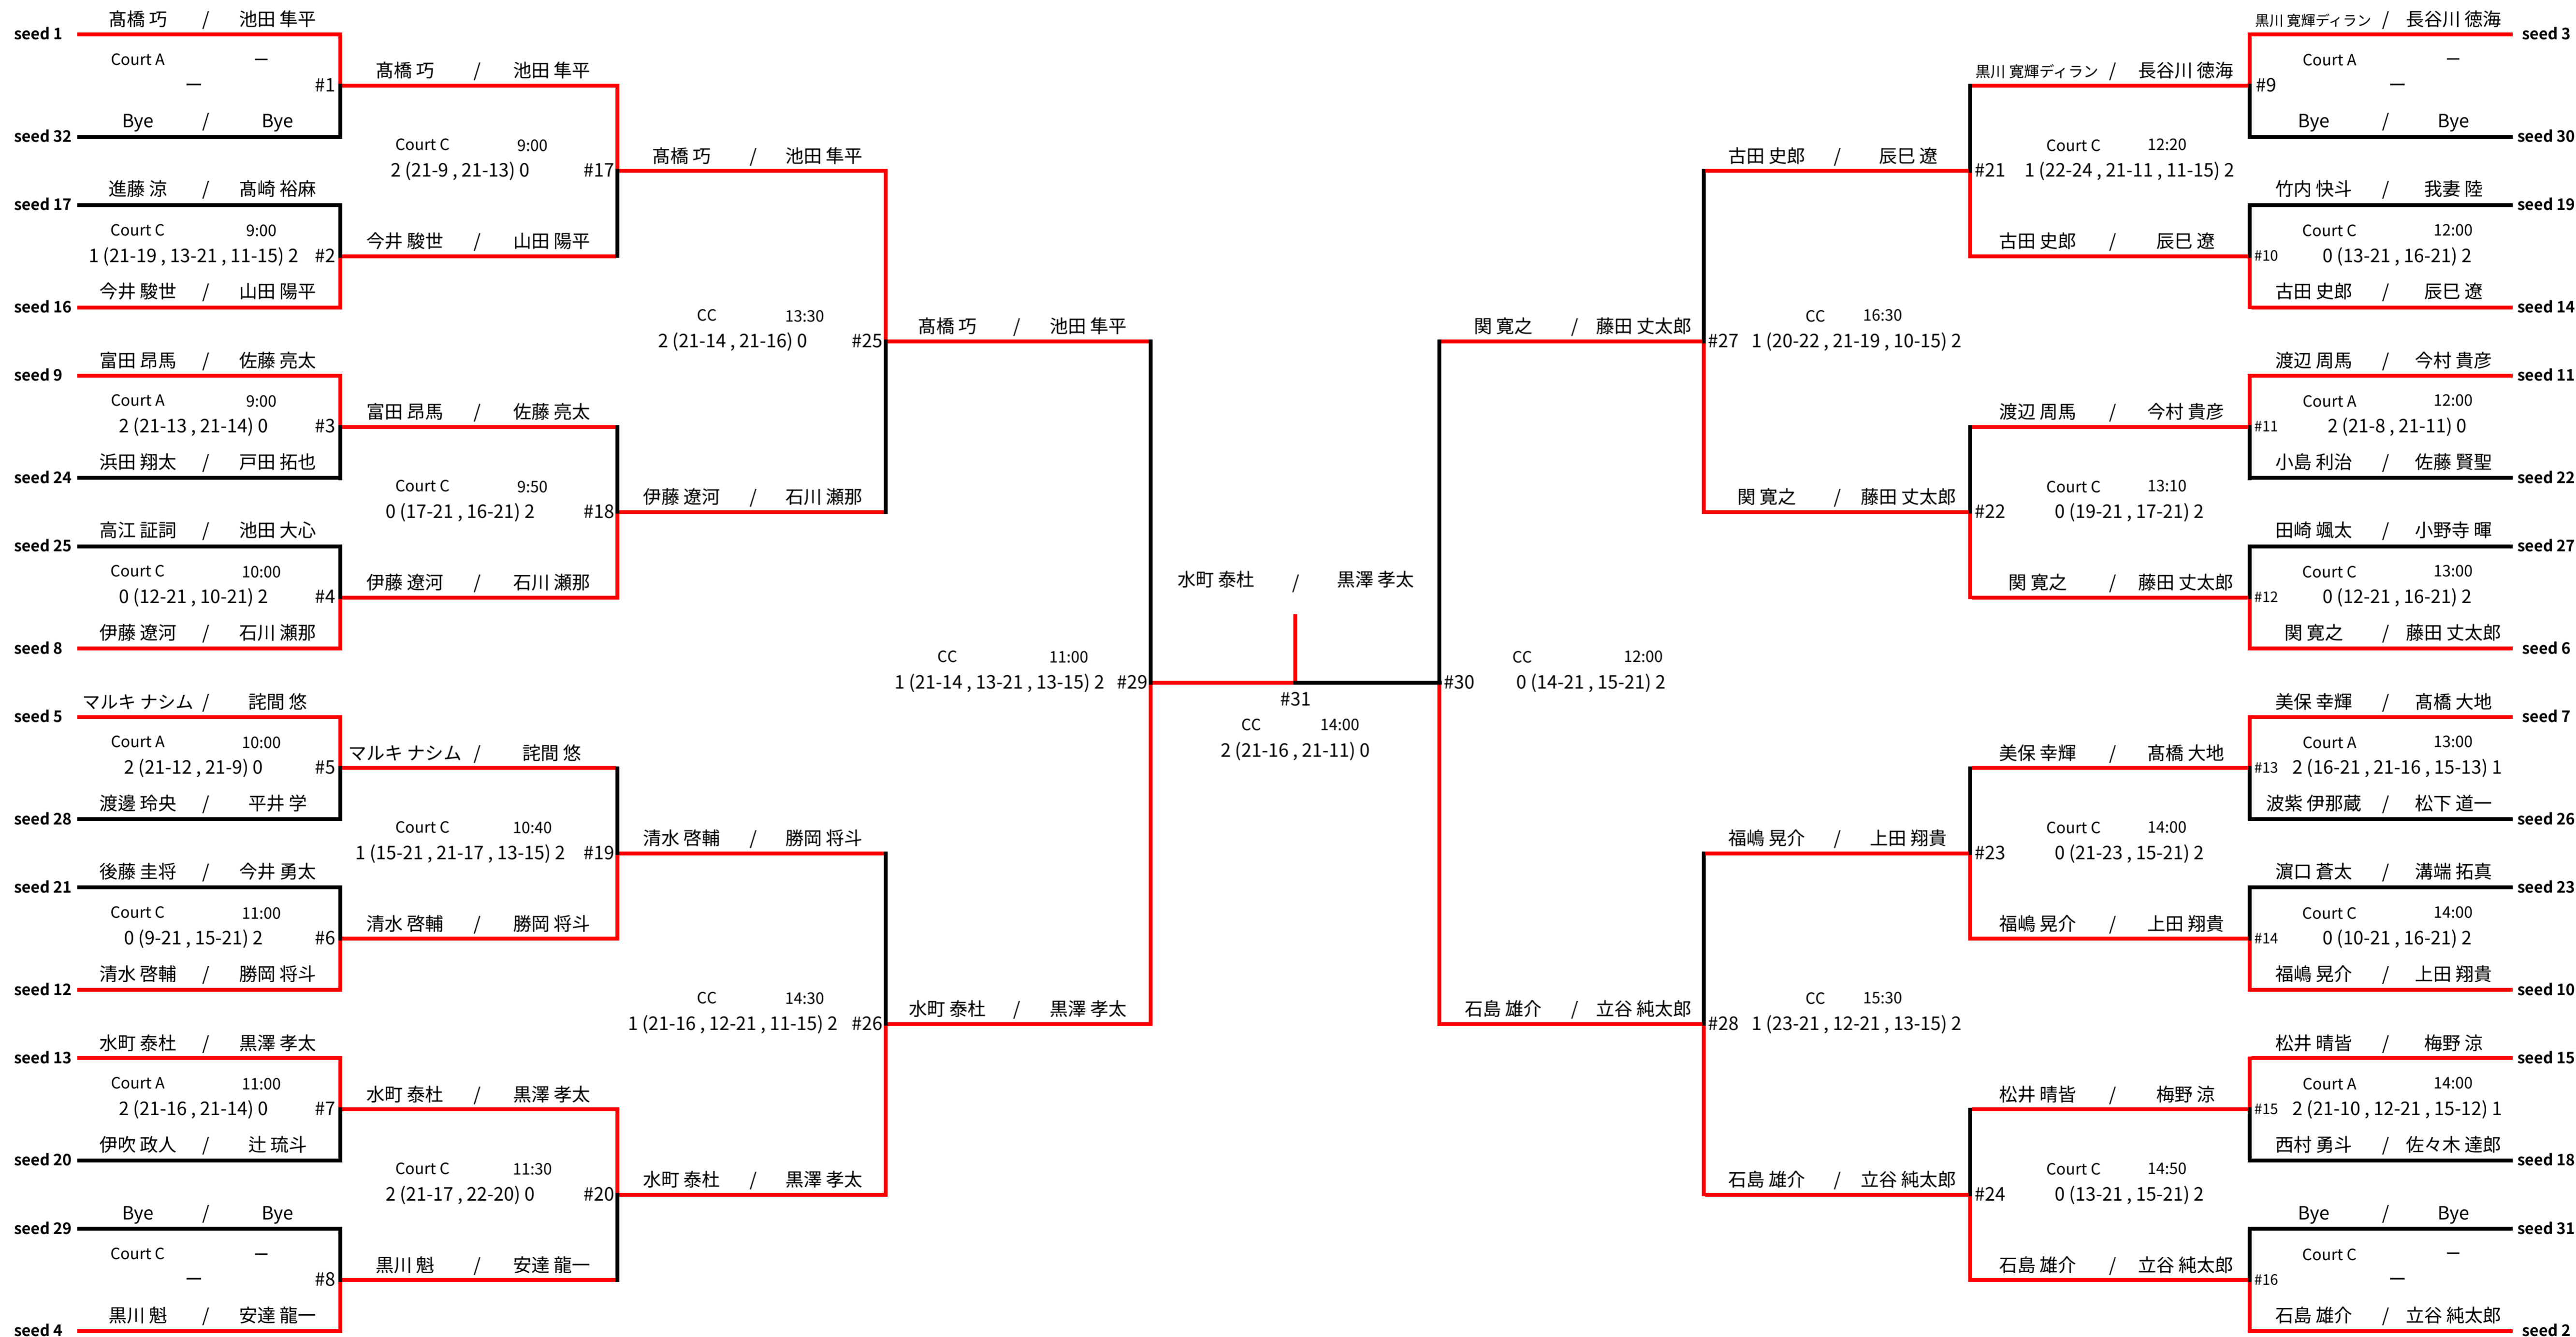 髙橋 巧 / 池田 隼平
seed 1
Court A —
— #1
Bye / Bye
seed 32
進藤 涼 / 髙崎 裕麻
seed 17
Court C 9:00
1 (21-19 , 13-21 , 11-15) 2 #2
今井 駿世 / 山田 陽平
seed 16
富田 昂馬 / 佐藤 亮太
seed 9
Court A 9:00
2 (21-13 , 21-14) 0 #3
浜田 翔太 / 戸田 拓也
seed 24
高江 証詞 / 池田 大心
seed 25
Court C 10:00
0 (12-21 , 10-21) 2 #4
伊藤 遼河 / 石川 瀬那
seed 8
マルキ ナシム / 詫間 悠
seed 5
Court A 10:00
2 (21-12 , 21-9) 0 #5
渡邊 玲央 / 平井 学
seed 28
後藤 圭将 / 今井 勇太
seed 21
Court C 11:00
0 (9-21 , 15-21) 2 #6
清水 啓輔 / 勝岡 将斗
seed 12
水町 泰杜 / 黒澤 孝太
seed 13
Court A 11:00
2 (21-16 , 21-14) 0 #7
伊吹 政人 / 辻 琉斗
seed 20
Bye / Bye
seed 29
Court C —
— #8
黒川 魁 / 安達 龍一
seed 4
髙橋 巧 / 池田 隼平
Court C 9:00
2 (21-9 , 21-13) 0 #17
今井 駿世 / 山田 陽平
富田 昂馬 / 佐藤 亮太
Court C 9:50
0 (17-21 , 16-21) 2 #18
伊藤 遼河 / 石川 瀬那
マルキ ナシム / 詫間 悠
Court C 10:40
1 (15-21 , 21-17 , 13-15) 2 #19
清水 啓輔 / 勝岡 将斗
水町 泰杜 / 黒澤 孝太
Court C 11:30
2 (21-17 , 22-20) 0 #20
黒川 魁 / 安達 龍一
髙橋 巧 / 池田 隼平
CC 13:30
2 (21-14 , 21-16) 0 #25
伊藤 遼河 / 石川 瀬那
清水 啓輔 / 勝岡 将斗
CC 14:30
1 (21-16 , 12-21 , 11-15) 2 #26
水町 泰杜 / 黒澤 孝太
髙橋 巧 / 池田 隼平
CC 11:00
1 (21-14 , 13-21 , 13-15) 2 #29
水町 泰杜 / 黒澤 孝太
水町 泰杜 / 黒澤 孝太
#31
CC 14:00
2 (21-16 , 21-11) 0
関 寛之 / 藤田 丈太郎
CC 12:00
#30 0 (14-21 , 15-21) 2
石島 雄介 / 立谷 純太郎
古田 史郎 / 辰巳 遼
CC 16:30
#27 1 (20-22 , 21-19 , 10-15) 2
関 寛之 / 藤田 丈太郎
福嶋 晃介 / 上田 翔貴
CC 15:30
#28 1 (23-21 , 12-21 , 13-15) 2
石島 雄介 / 立谷 純太郎
黒川 寛輝ディラン / 長谷川 徳海
Court C 12:20
#21 1 (22-24 , 21-11 , 11-15) 2
古田 史郎 / 辰巳 遼
渡辺 周馬 / 今村 貴彦
Court C 13:10
#22 0 (19-21 , 17-21) 2
関 寛之 / 藤田 丈太郎
美保 幸輝 / 髙橋 大地
Court C 14:00
#23 0 (21-23 , 15-21) 2
福嶋 晃介 / 上田 翔貴
松井 晴皆 / 梅野 涼
Court C 14:50
#24 0 (13-21 , 15-21) 2
石島 雄介 / 立谷 純太郎
黒川 寛輝ディラン / 長谷川 徳海
seed 3
Court A —
#9 —
Bye / Bye
seed 30
竹内 快斗 / 我妻 陸
seed 19
Court C 12:00
#10 0 (13-21 , 16-21) 2
古田 史郎 / 辰巳 遼
seed 14
渡辺 周馬 / 今村 貴彦
seed 11
Court A 12:00
#11 2 (21-8 , 21-11) 0
小島 利治 / 佐藤 賢聖
seed 22
田崎 颯太 / 小野寺 暉
seed 27
Court C 13:00
#12 0 (12-21 , 16-21) 2
関 寛之 / 藤田 丈太郎
seed 6
美保 幸輝 / 髙橋 大地
seed 7
Court A 13:00
#13 2 (16-21 , 21-16 , 15-13) 1
波紫 伊那蔵 / 松下 道一
seed 26
濵口 蒼太 / 溝端 拓真
seed 23
Court C 14:00
#14 0 (10-21 , 16-21) 2
福嶋 晃介 / 上田 翔貴
seed 10
松井 晴皆 / 梅野 涼
seed 15
Court A 14:00
#15 2 (21-10 , 12-21 , 15-12) 1
西村 勇斗 / 佐々木 達郎
seed 18
Bye / Bye
seed 31
Court C —
#16 —
石島 雄介 / 立谷 純太郎
seed 2